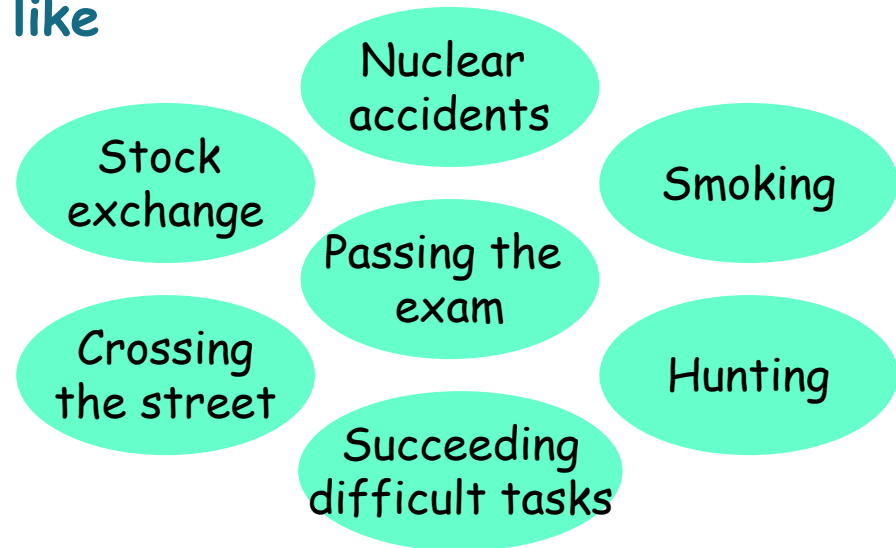 like
Nuclear
accidents
Stock
exchange
Smoking
Passing the
exam
Crossing
the street
Hunting
Succeeding
difficult tasks